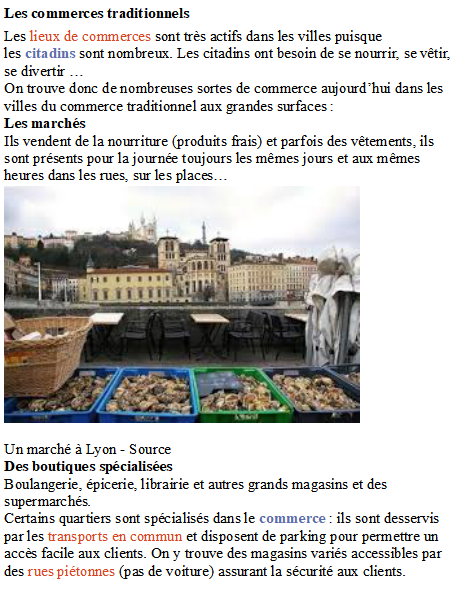 Les commerces traditionnels
Les lieux de commerces sont très actifs dans les villes puisque
les citadins sont nombreux. Les citadins ont besoin de se nourrir, se vêtir,
se divertir …
On trouve donc de nombreuses sortes de commerce aujourd’hui dans les
villes du commerce traditionnel aux grandes surfaces :
Les marchés
Ils vendent de la nourriture (produits frais) et parfois des vêtements, ils
sont présents pour la journée toujours les mêmes jours et aux mêmes
heures dans les rues, sur les places…
Un marché à Lyon - Source
Des boutiques spécialisées
Boulangerie, épicerie, librairie et autres grands magasins et des
supermarchés.
Certains quartiers sont spécialisés dans le commerce : ils sont desservis
par les transports en commun et disposent de parking pour permettre un
accès facile aux clients. On y trouve des magasins variés accessibles par
des rues piétonnes (pas de voiture) assurant la sécurité aux clients.